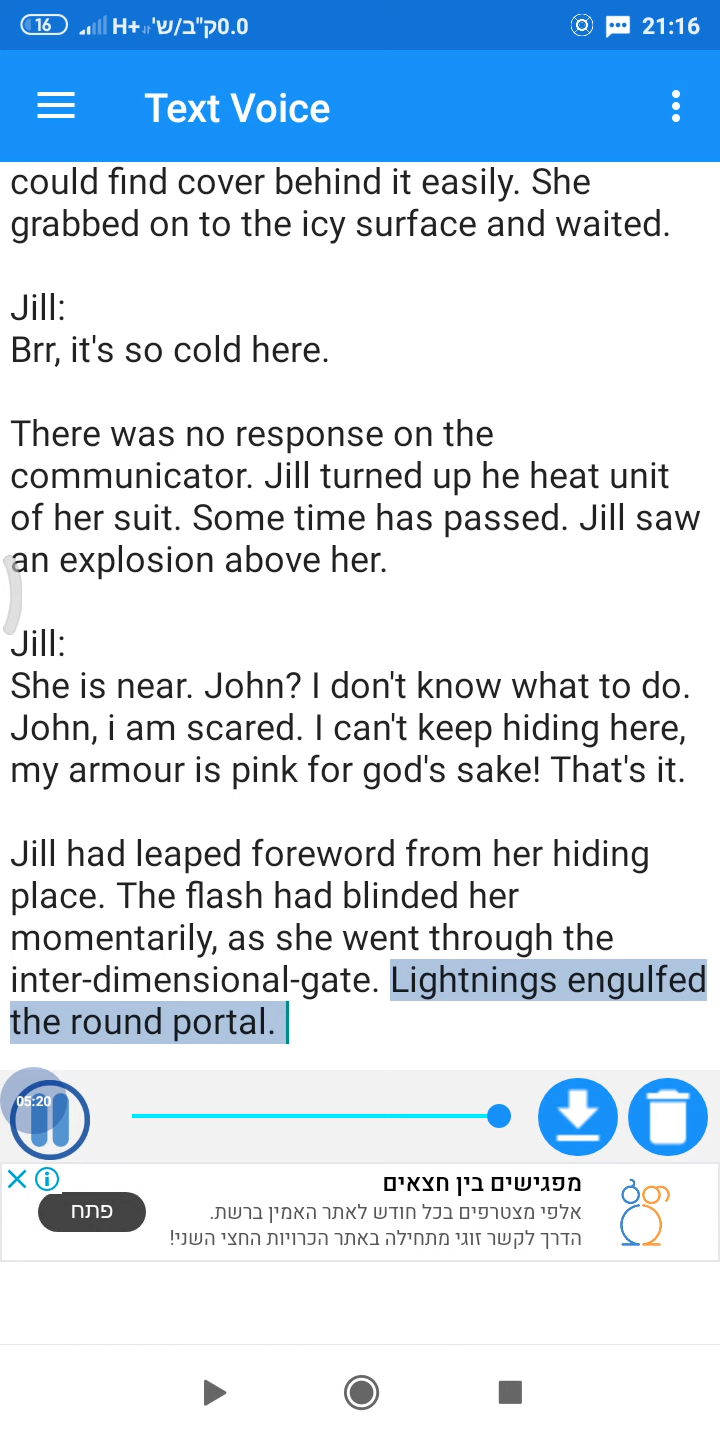 16 H+ 0.0ק"ב/ש' 21:16
Text Voice
could find cover behind it easily. She
grabbed on to the icy surface and waited.
Jill:
Brr, it's so cold here.
There was no response on the
communicator. Jill turned up he heat unit
of her suit. Some time has passed. Jill saw
an explosion above her.
Jill:
She is near. John? I don't know what to do.
John, i am scared. I can't keep hiding here,
my armour is pink for god's sake! That's it.
Jill had leaped foreword from her hiding
place. The flash had blinded her
momentarily, as she went through the
inter-dimensional-gate. Lightnings engulfed
the round portal.
05:20
מפגישים בין חצאים
אלפי מצטרפים בכל חודש לאתר האמין ברשת.
הדרך לקשר זוגי מתחילה באתר הכרויות החצי השני!
פתח